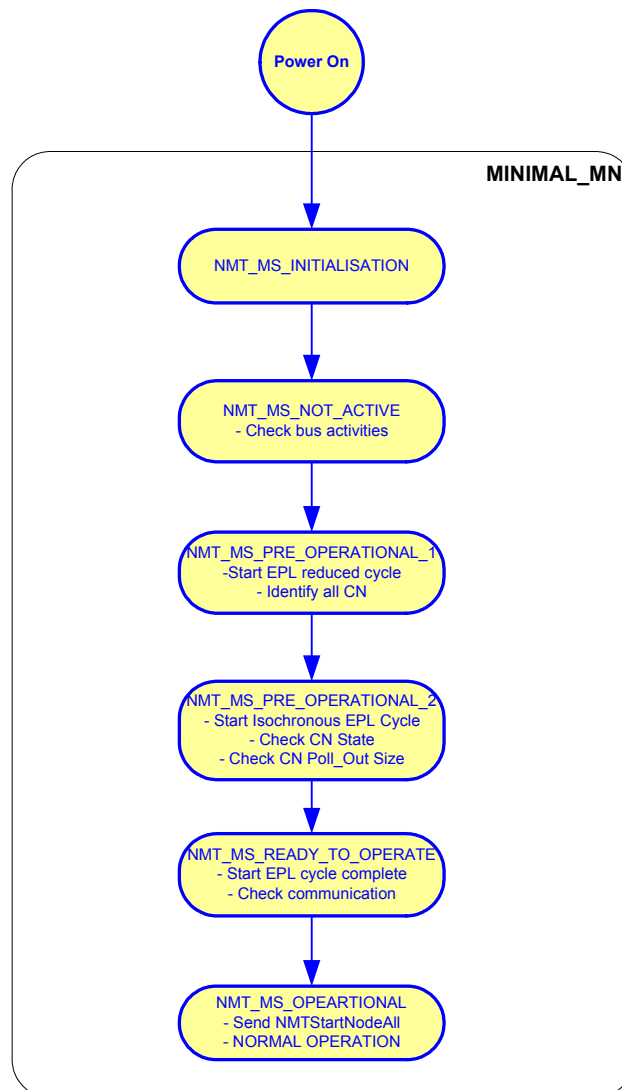 Power On
MINIMAL_MN
NMT_MS_INITIALISATION
NMT_MS_NOT_ACTIVE
- Check bus activities
NMT_MS_PRE_OPERATIONAL_1
-Start EPL reduced cycle
- Identify all CN
NMT_MS_PRE_OPERATIONAL_2
- Start Isochronous EPL Cycle
- Check CN State
- Check CN Poll_Out Size
NMT_MS_READY_TO_OPERATE
- Start EPL cycle complete
- Check communication
NMT_MS_OPEARTIONAL
- Send NMTStartNodeAll
- NORMAL OPERATION